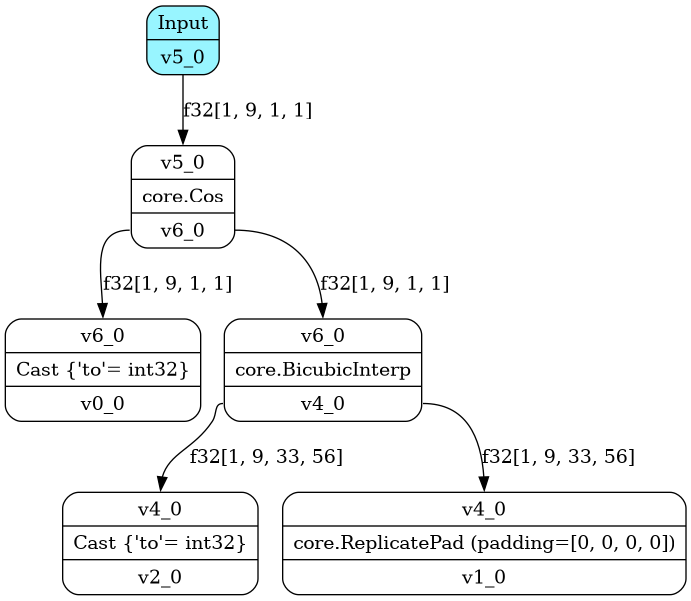 Input
v5_0
f32[1, 9, 1, 1]
v5_0
core.Cos
v6_0
f32[1, 9, 1, 1]
f32[1, 9, 1, 1]
v6_0
Cast {'to'= int32}
v0_0
v6_0
core.BicubicInterp
v4_0
f32[1, 9, 33, 56]
f32[1, 9, 33, 56]
v4_0
Cast {'to'= int32}
v2_0
v4_0
core.ReplicatePad (padding=[0, 0, 0, 0])
v1_0